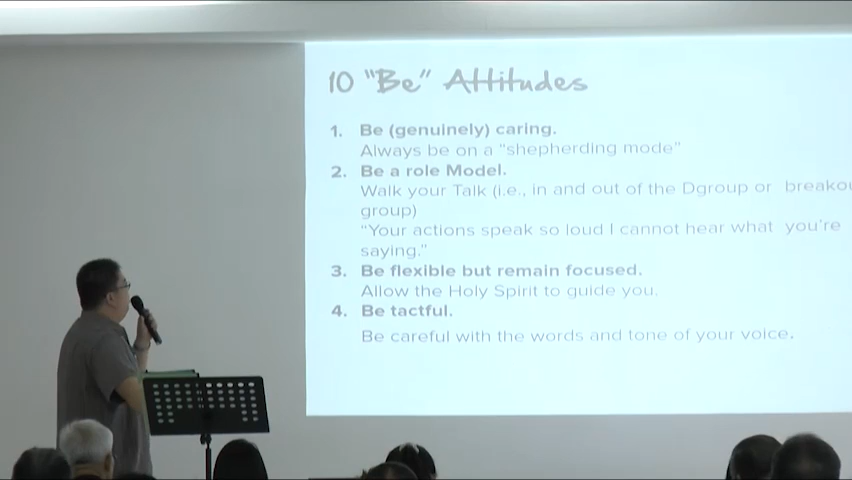 10 "Be" Attitudes
1. Be (genuinely) caring.
Always be on a "shepherding mode"
2. Be a role Model.
Walk your Talk (i.e., in and out of the Dgroup or breakou
group)
"Your actions speak so loud I cannot hear what you're
saying."
3. Be flexible but remain focused.
Allow the Holy Spirit to guide you.
4. Be tactful.
Be careful with the words and tone of your voice.